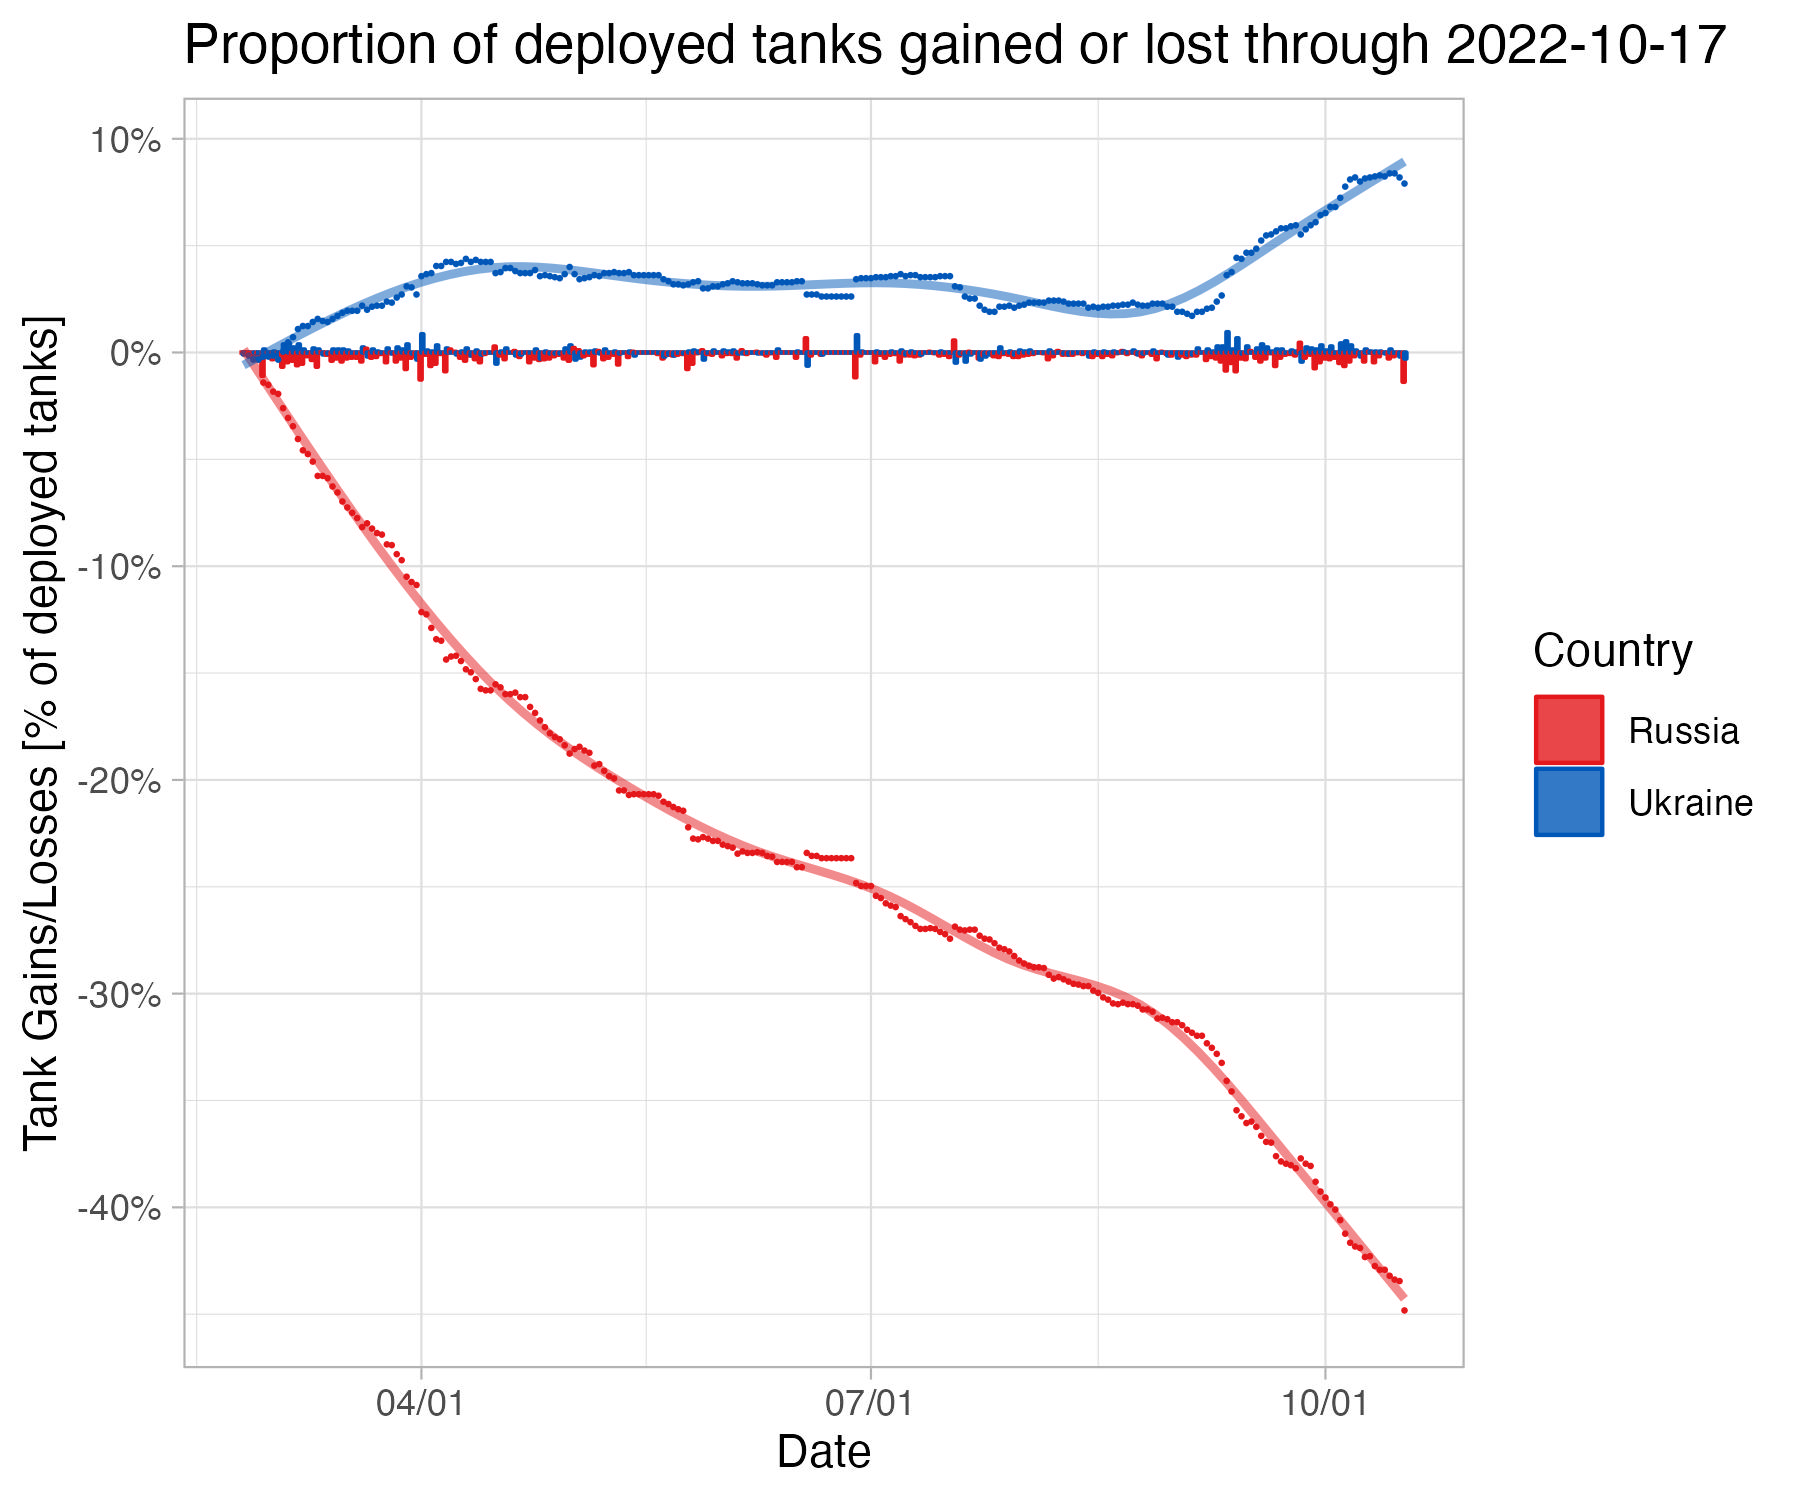 Proportion of deployed tanks gained or lost through 2022-10-17
Tank Gains/Losses [% of deployed tanks]
10%
0%
-10%
-20%
-30%
-40%
04/01
07/01
10/01
Date
Country
Russia
Ukraine